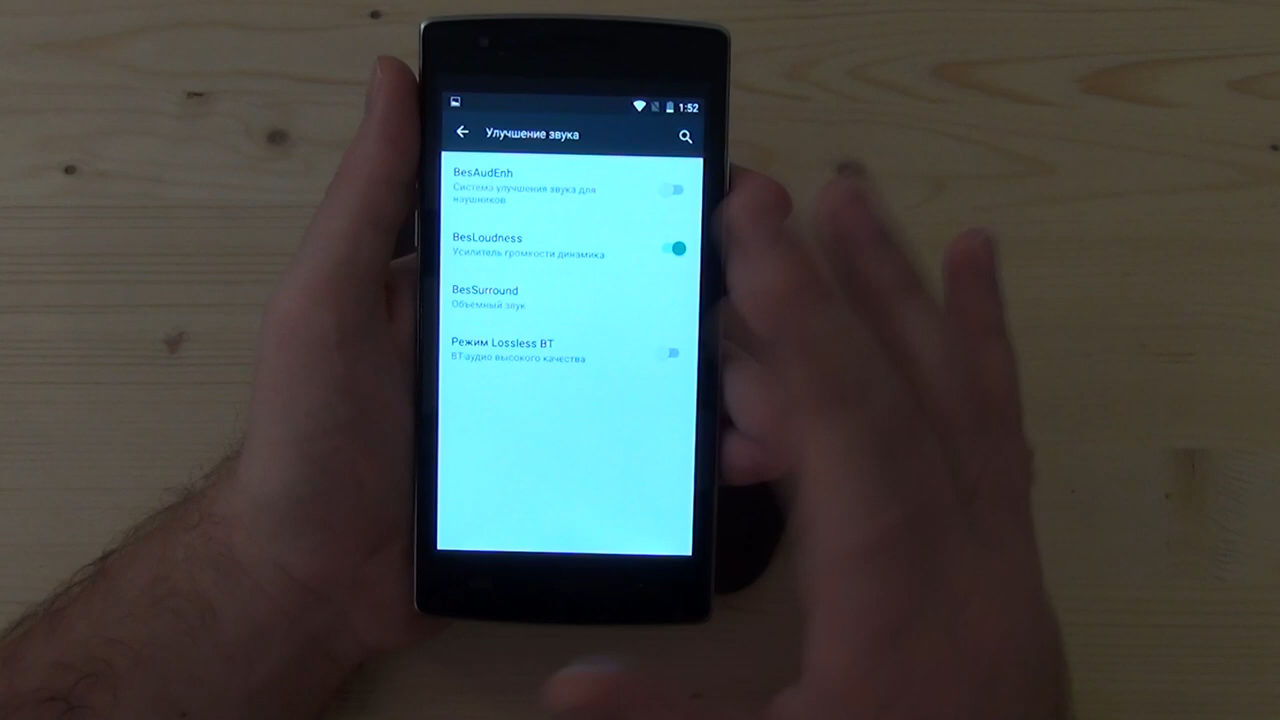 1:52
Улучшение звука
BesAudEnh
Система улучшения звука для
наушников
BesLoudness
Усилитель громкости динамика
BesSurround
Объемный звук
Режим Lossless BT
BT-аудио высокого качества